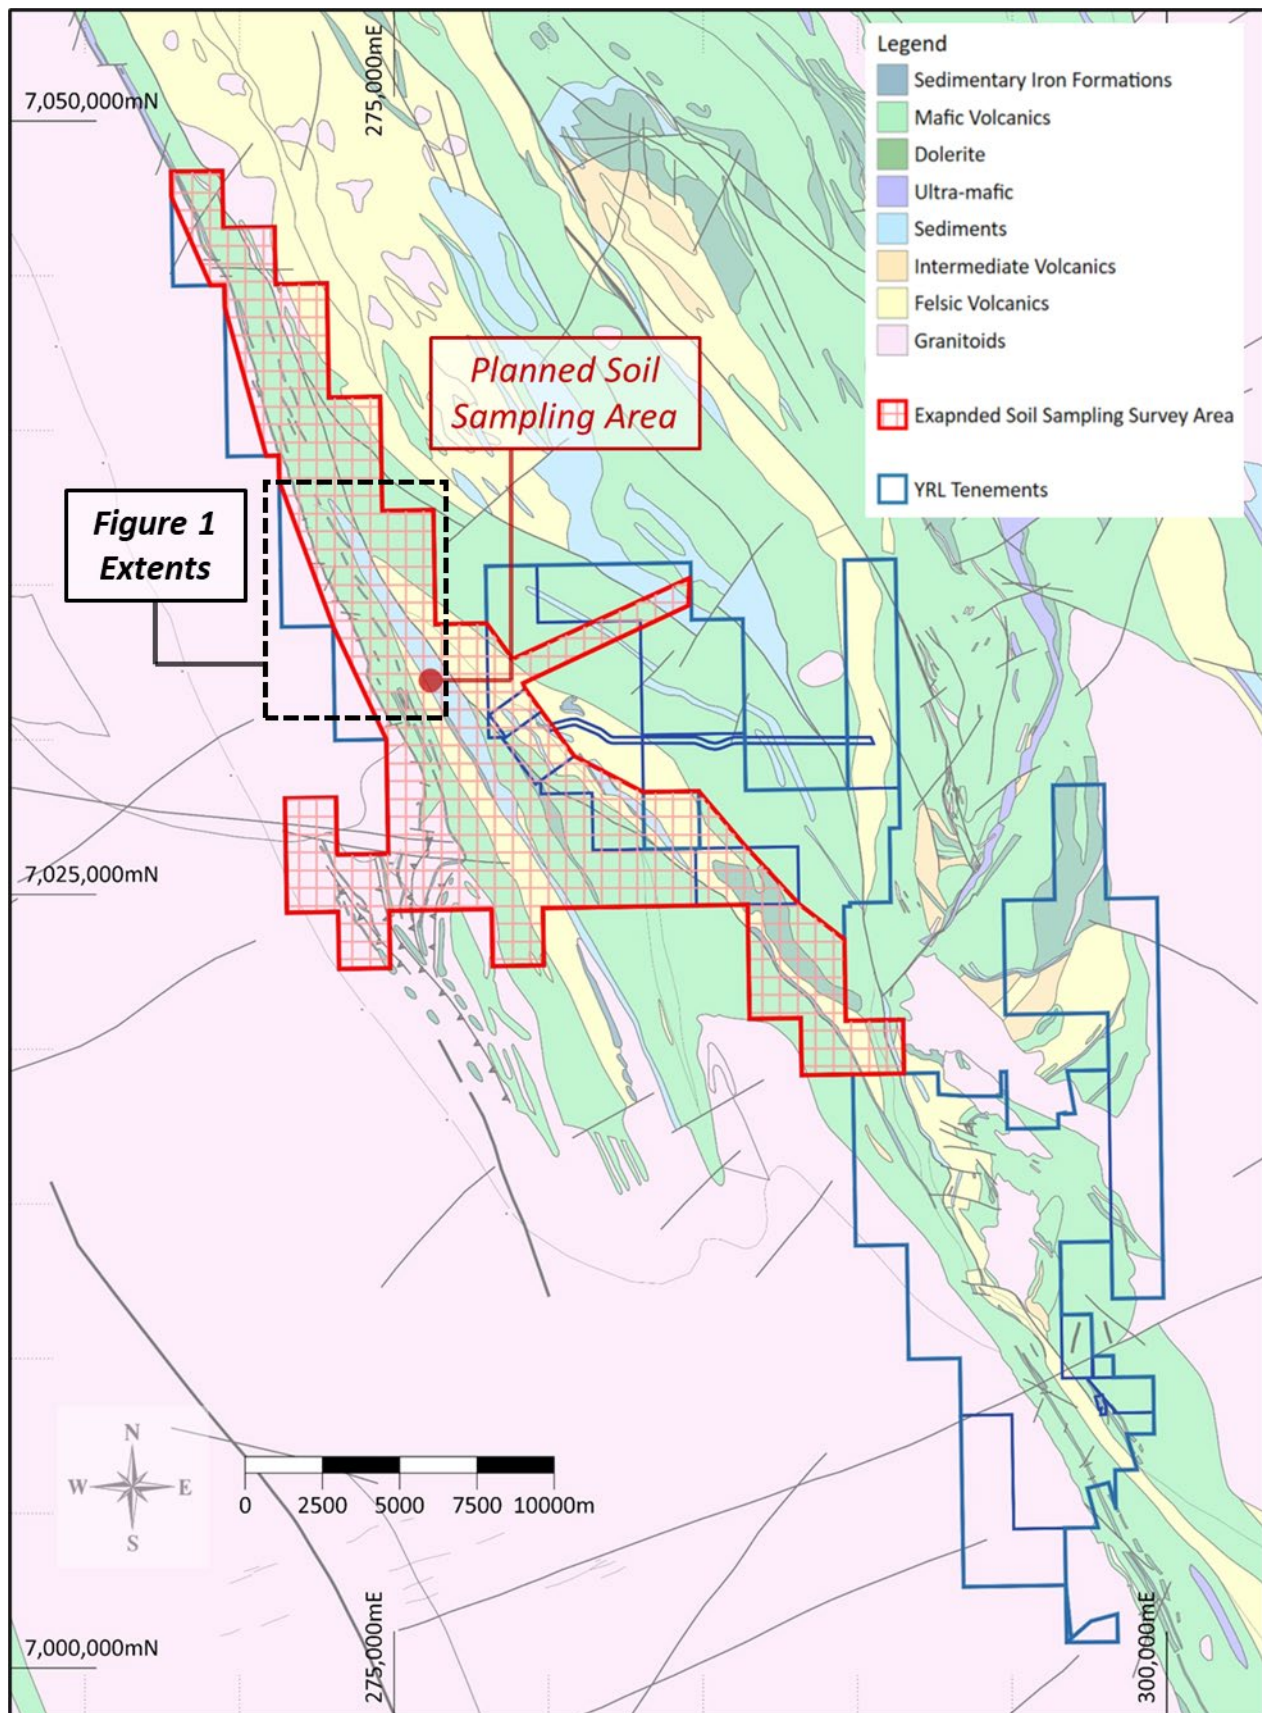 275,000mE
7,050,000mN
Legend
Sedimentary Iron Formations
Mafic Volcanics
Dolerite
Ultra-mafic
Sediments
Intermediate Volcanics
Felsic Volcanics
Granitoids
Exapnded Soil Sampling Survey Area
YRL Tenements
Planned Soil
Sampling Area
Figure 1
Extents
7,025,000mN
N
W E
S
0 2500 5000 7500 10000m
7,000,000mN
275,000mE
300,000mE